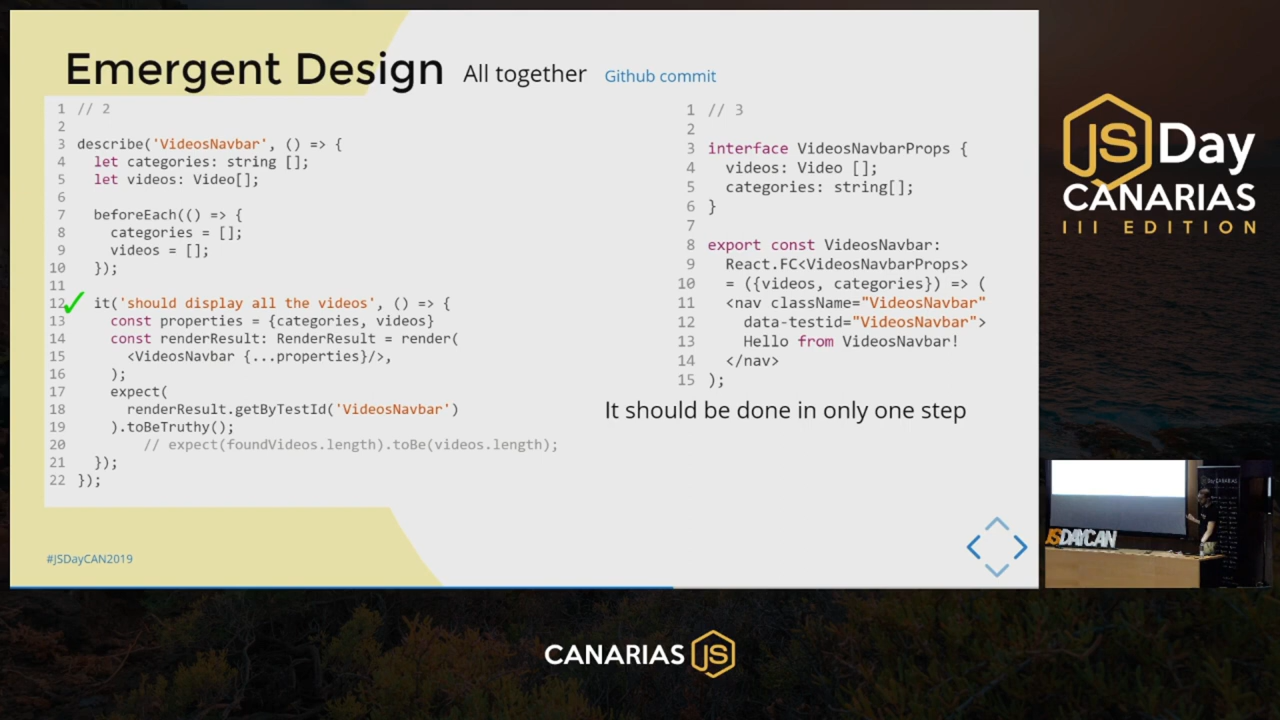 Emergent Design All together Github commit
1 // 2
2
3 describe('VideosNavbar', () => {
4 let categories: string [];
5 let videos: Video[];
6
7 beforeEach(() => {
8 categories = [];
9 videos = [];
10 });
11
12 it('should display all the videos', () => {
13 const properties = {categories, videos}
14 const renderResult: RenderResult = render(
15 <VideosNavbar {...properties}/>,
16 );
17 expect(
18 renderResult.getByTestId('VideosNavbar')
19 ).toBeTruthy();
20 // expect(foundVideos.length).toBe(videos.length);
21 });
22 });
1 // 3
2
3 interface VideosNavbarProps {
4 videos: Video [];
5 categories: string[];
6 }
7
8 export const VideosNavbar:
9 React.FC<VideosNavbarProps>
10 = ({videos, categories}) => (
11 <nav className="VideosNavbar"
12 data-testid="VideosNavbar">
13 Hello from VideosNavbar!
14 </nav>
15 );
It should be done in only one step
#JSDayCAN2019
JS Day
CANARIAS
III EDITION
JSDAYCAN
CANARIAS JS